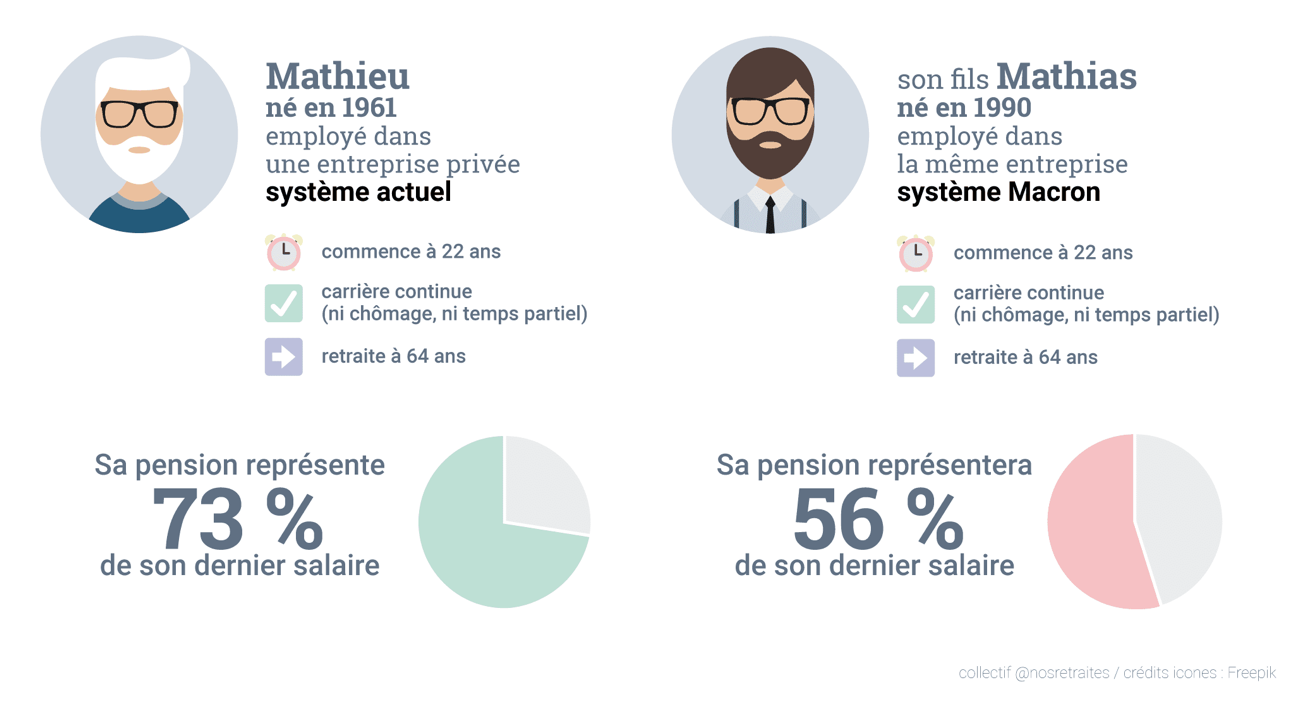 Mathieu
né en 1961
employé dans
une entreprise privée
système actuel
commence à 22 ans
carrière continue
(ni chômage, ni temps partiel)
retraite à 64 ans
Sa pension représente
73 %
de son dernier salaire
son fils Mathias
né en 1990
employé dans
la même entreprise
système Macron
commence à 22 ans
carrière continue
(ni chômage, ni temps partiel)
retraite à 64 ans
Sa pension représentera
56 %
de son dernier salaire
collectif @nosretraites / crédits icones : Freepik